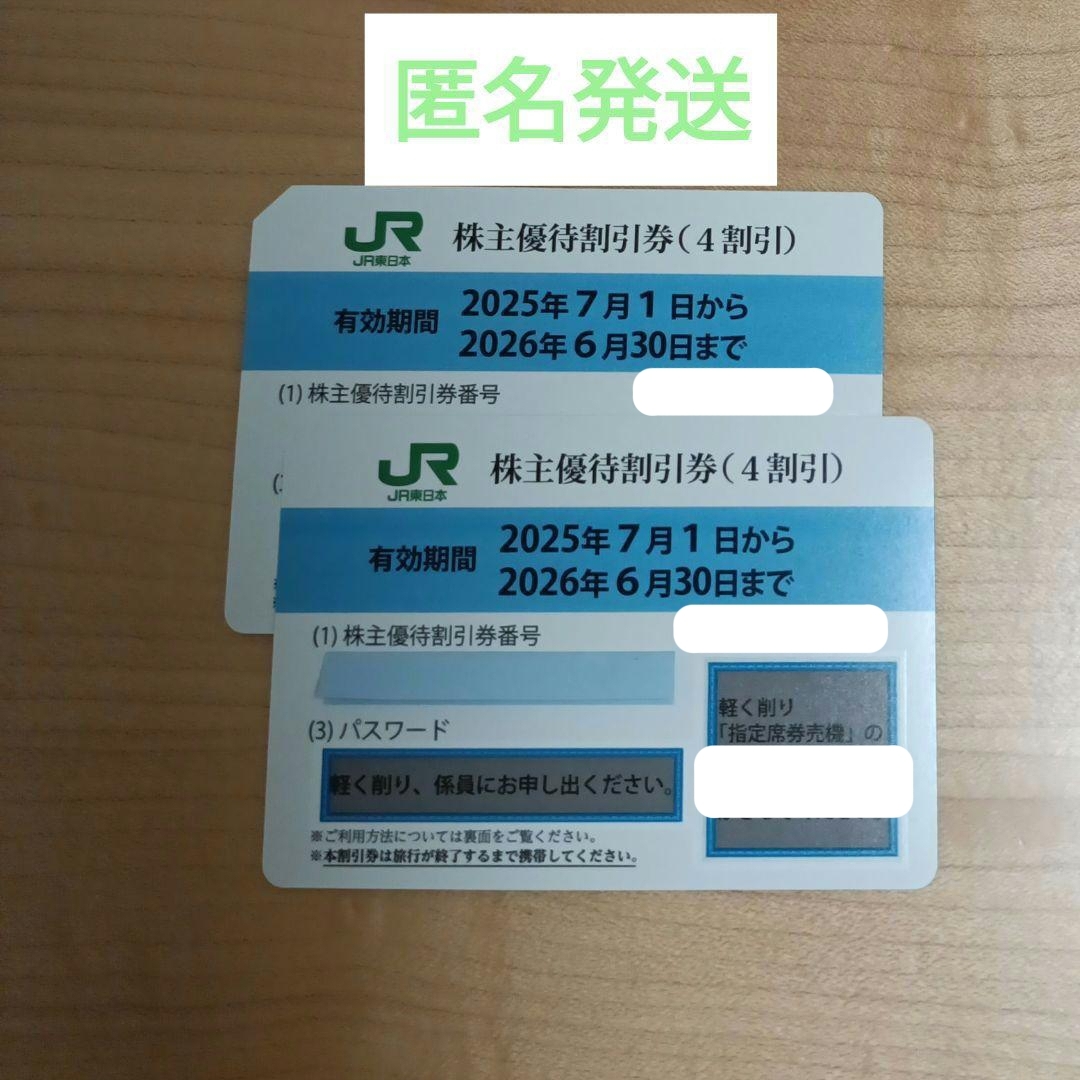 匿名発送
JR
JR東日本
株主優待割引券(4割引)
有効期間
2025年7月1日から
2026年6月30日まで
(1) 株主優待割引券番号
JR
JR東日本
株主優待割引券(4割引)
有効期間
2025年7月1日から
2026年6月30日まで
(1) 株主優待割引券番号
(3) パスワード
軽く削り、係員にお申し出ください。
軽く削り
「指定席券売機」の
※ご利用方法については裏面をご覧ください。
※本割引券は旅行が終了するまで携帯してください。